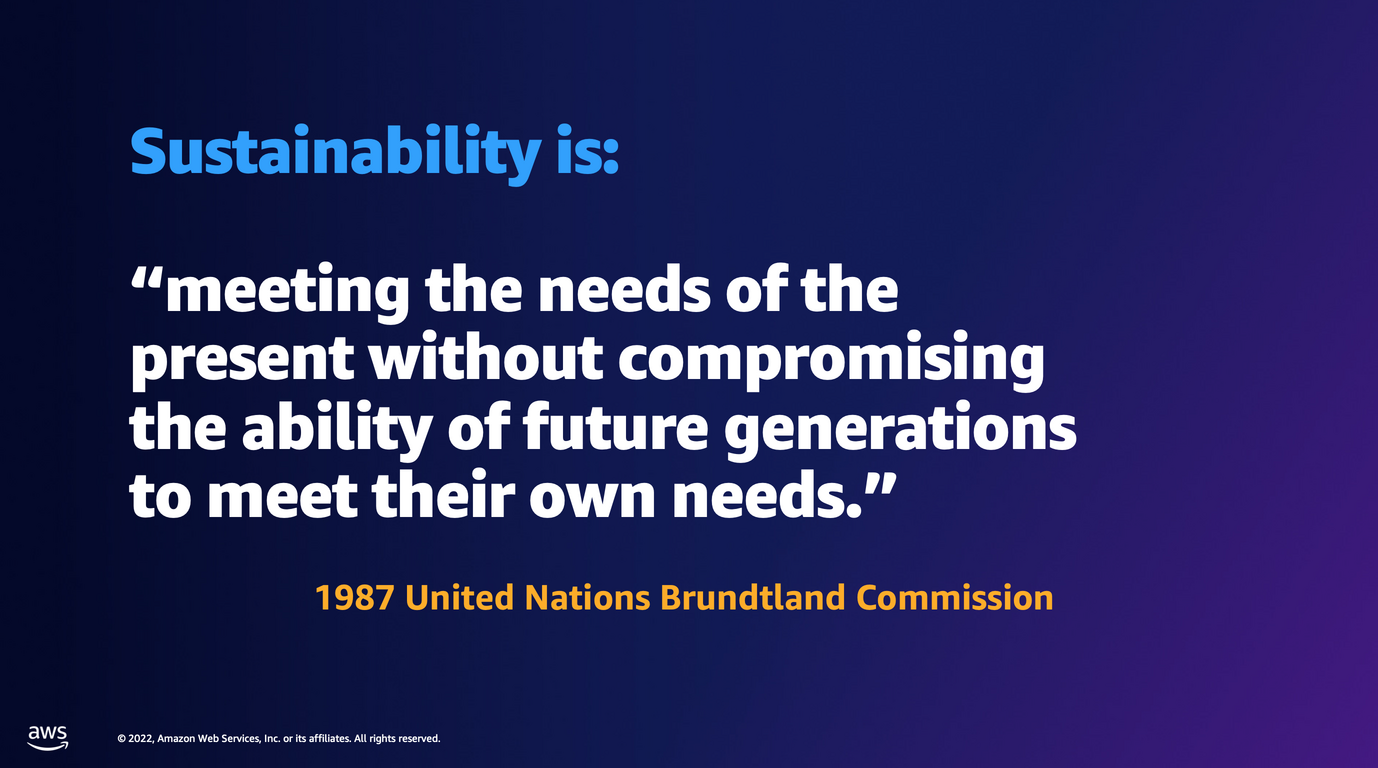 Sustainability is:
“meeting the needs of the
present without compromising
the ability of future generations
to meet their own needs.”
1987 United Nations Brundtland Commission
aws
© 2022, Amazon Web Services, Inc. or its affiliates. All rights reserved.